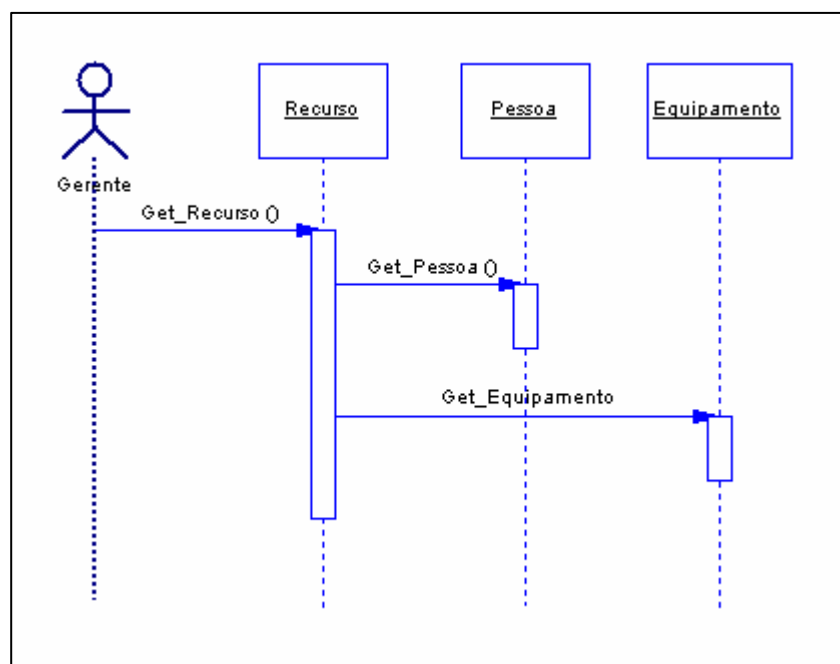 Recurso
Pessoa
Equipamento
Gerente
Get_Recurso ()
Get_Pessoa ()
Get_Equipamento